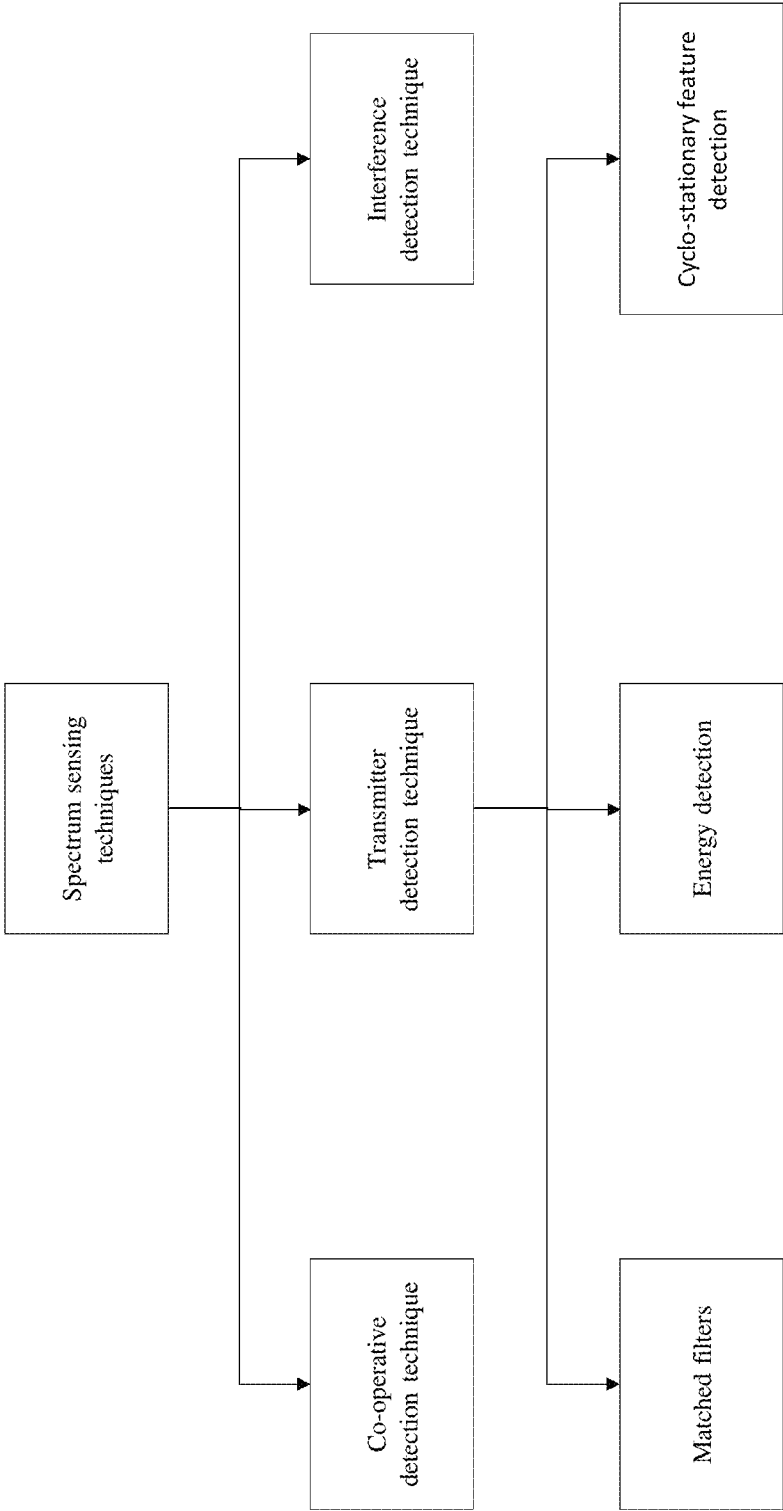 Spectrum sensing
techniques
Co-operative
detection technique
Transmitter
detection technique
Interference
detection technique
Matched filters
Energy detection
Cyclo-stationary feature
detection